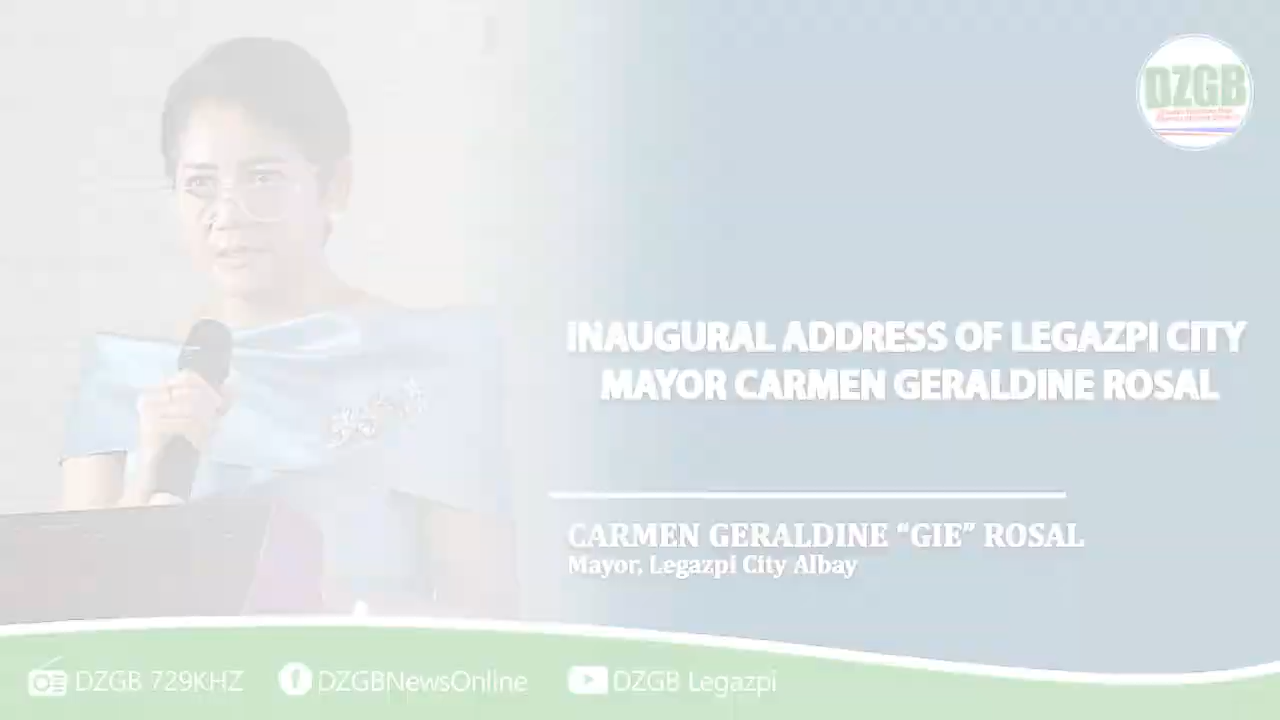 DZGB
INAUGURAL ADDRESS OF LEGAZPI CITY
MAYOR CARMEN GERALDINE ROSAL
CARMEN GERALDINE “GIE” ROSAL
Mayor, Legazpi City Albay
DZGB 729KHZ
DZGBNewsOnline
DZGB Legazpi